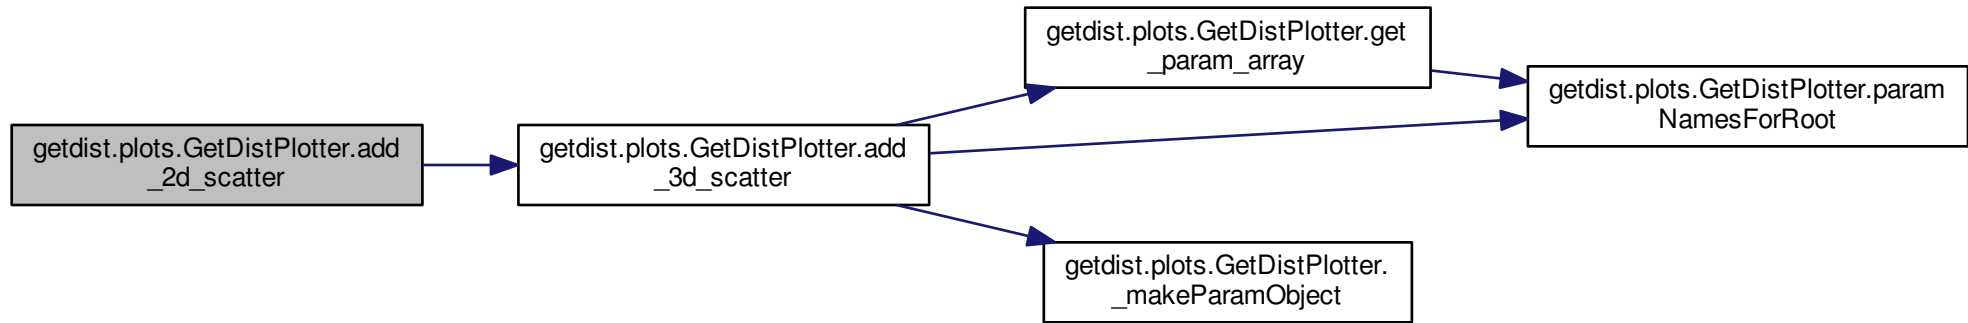 getdist.plots.GetDistPlotter.add
_2d_scatter
getdist.plots.GetDistPlotter.add
_3d_scatter
getdist.plots.GetDistPlotter.get
_param_array
getdist.plots.GetDistPlotter.param
NamesForRoot
getdist.plots.GetDistPlotter.
_makeParamObject